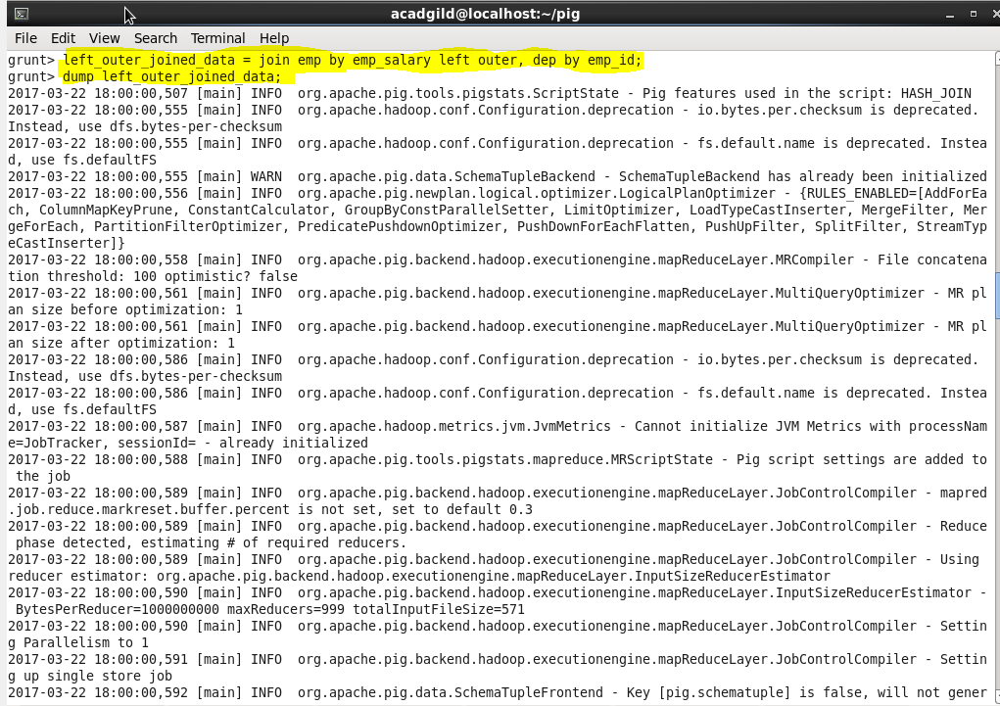 acadgild@localhost:~/pig
File Edit View Search Terminal Help
grunt> left_outer_joined_data = join emp by emp_salary left outer, dep by emp_id;
grunt> dump left_outer_joined_data;
2017-03-22 18:00:00,507 [main] INFO  org.apache.pig.tools.pigstats.ScriptState - Pig features used in the script: HASH_JOIN
2017-03-22 18:00:00,555 [main] INFO  org.apache.hadoop.conf.Configuration.deprecation - io.bytes.per.checksum is deprecated.
Instead, use dfs.bytes-per-checksum
2017-03-22 18:00:00,555 [main] INFO  org.apache.hadoop.conf.Configuration.deprecation - fs.default.name is deprecated. Instea
d, use fs.defaultFS
2017-03-22 18:00:00,555 [main] WARN  org.apache.pig.data.SchemaTupleBackend - SchemaTupleBackend has already been initialized
2017-03-22 18:00:00,556 [main] INFO  org.apache.pig.newplan.logical.optimizer.LogicalPlanOptimizer - {RULES_ENABLED=[AddForEa
ch, ColumnMapKeyPrune, ConstantCalculator, GroupByConstParallelSetter, LimitOptimizer, LoadTypeCastInserter, MergeFilter, Mer
geForEach, PartitionFilterOptimizer, PredicatePushdownOptimizer, PushDownForEachFlatten, PushUpFilter, SplitFilter, StreamTyp
eCastInserter]}
2017-03-22 18:00:00,558 [main] INFO  org.apache.pig.backend.hadoop.executionengine.mapReduceLayer.MRCompiler - File concatena
tion threshold: 100 optimistic? false
2017-03-22 18:00:00,561 [main] INFO  org.apache.pig.backend.hadoop.executionengine.mapReduceLayer.MultiQueryOptimizer - MR pl
an size before optimization: 1
2017-03-22 18:00:00,561 [main] INFO  org.apache.pig.backend.hadoop.executionengine.mapReduceLayer.MultiQueryOptimizer - MR pl
an size after optimization: 1
2017-03-22 18:00:00,586 [main] INFO  org.apache.hadoop.conf.Configuration.deprecation - io.bytes.per.checksum is deprecated.
Instead, use dfs.bytes-per-checksum
2017-03-22 18:00:00,586 [main] INFO  org.apache.hadoop.conf.Configuration.deprecation - fs.default.name is deprecated. Instea
d, use fs.defaultFS
2017-03-22 18:00:00,587 [main] INFO  org.apache.hadoop.metrics.jvm.JvmMetrics - Cannot initialize JVM Metrics with processNam
e=JobTracker, sessionId= - already initialized
2017-03-22 18:00:00,588 [main] INFO  org.apache.pig.tools.pigstats.mapreduce.MRScriptState - Pig script settings are added to
 the job
2017-03-22 18:00:00,589 [main] INFO  org.apache.pig.backend.hadoop.executionengine.mapReduceLayer.JobControlCompiler - mapred
.job.reduce.markreset.buffer.percent is not set, set to default 0.3
2017-03-22 18:00:00,589 [main] INFO  org.apache.pig.backend.hadoop.executionengine.mapReduceLayer.JobControlCompiler - Reduce
 phase detected, estimating # of required reducers.
2017-03-22 18:00:00,589 [main] INFO  org.apache.pig.backend.hadoop.executionengine.mapReduceLayer.JobControlCompiler - Using
reducer estimator: org.apache.pig.backend.hadoop.executionengine.mapReduceLayer.InputSizeReducerEstimator
2017-03-22 18:00:00,590 [main] INFO  org.apache.pig.backend.hadoop.executionengine.mapReduceLayer.InputSizeReducerEstimator -
 BytesPerReducer=1000000000 maxReducers=999 totalInputFileSize=571
2017-03-22 18:00:00,590 [main] INFO  org.apache.pig.backend.hadoop.executionengine.mapReduceLayer.JobControlCompiler - Settin
g Parallelism to 1
2017-03-22 18:00:00,591 [main] INFO  org.apache.pig.backend.hadoop.executionengine.mapReduceLayer.JobControlCompiler - Settin
g up single store job
2017-03-22 18:00:00,592 [main] INFO  org.apache.pig.data.SchemaTupleFrontend - Key [pig.schematuple] is false, will not gener